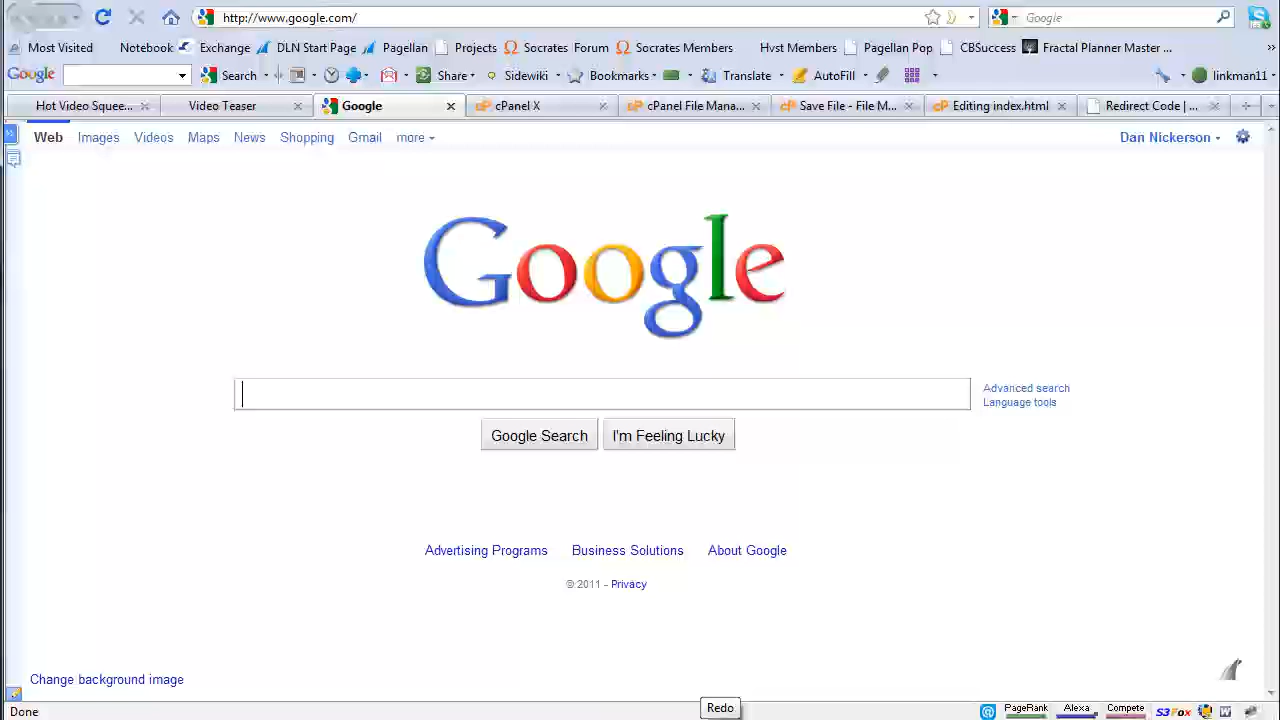 http://www.google.com/
Google
Most Visited Notebook Exchange DLN StartPage Pagellan Projects Socrates Forum Socrates Members Hvst Members Pagellan Pop CBSuccess Fractal Planner Master ... »
Google Search Share Sidewiki Bookmarks Translate AutoFill linkman11
Hot Video Squee... Video Teaser Google cPanel X cPanel File Mana... Save File - File M... Editing index.html Redirect Code | ...
Web Images Videos Maps News Shopping Gmail more Dan Nickerson
Google
Advanced search
Language tools
Google Search I'm Feeling Lucky
Advertising Programs Business Solutions About Google
© 2011 - Privacy
Change background image
Redo
Done PageRank Alexa Compete S3Fox W